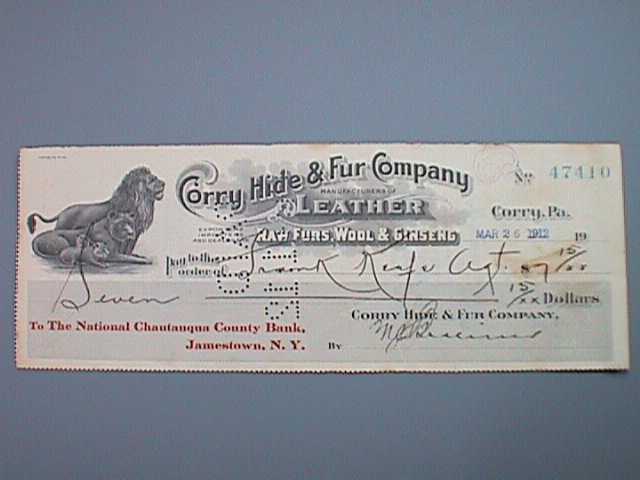 Corry Hide & Fur Company
No. 47410
MANUFACTURERS OF
LEATHER
Corry, Pa.
RAW FURS, WOOL & GINSENG
MAR 26 1912 19
Pay to the
order of Frank Agt. $7 15/xx
Seven 15/xx Dollars
CORRY HIDE & FUR COMPANY,
To The National Chautauqua County Bank,
Jamestown, N. Y.
BY